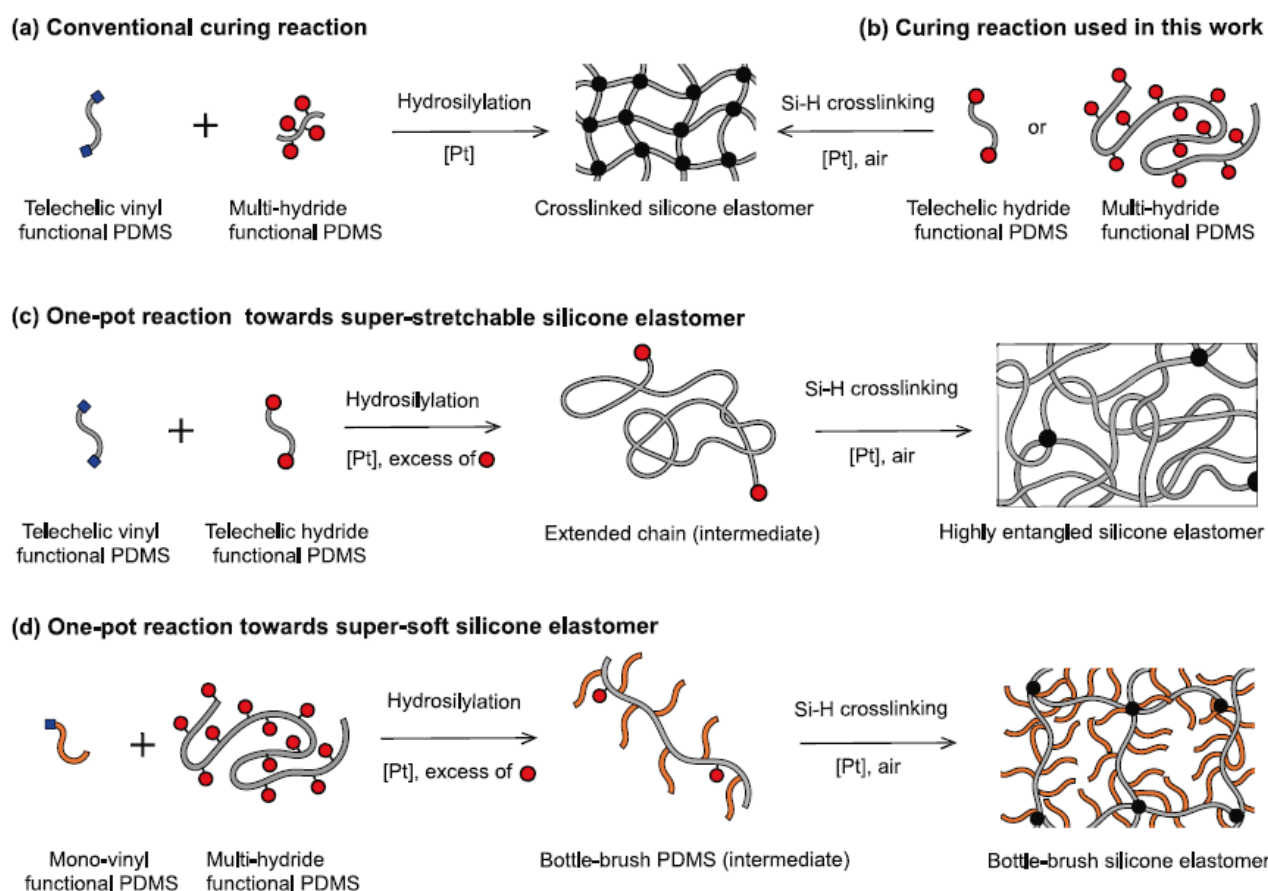 (a) Conventional curing reaction
(b) Curing reaction used in this work
+
Hydrosilylation
[Pt]
Si-H crosslinking
[Pt], air
or
Telechelic vinyl
functional PDMS
Multi-hydride
functional PDMS
Crosslinked silicone elastomer
Telechelic hydride
functional PDMS
Multi-hydride
functional PDMS
(c) One-pot reaction towards super-stretchable silicone elastomer
+
Hydrosilylation
[Pt], excess of
Si-H crosslinking
[Pt], air
Telechelic vinyl
functional PDMS
Telechelic hydride
functional PDMS
Extended chain (intermediate)
Highly entangled silicone elastomer
(d) One-pot reaction towards super-soft silicone elastomer
+
Hydrosilylation
[Pt], excess of
Si-H crosslinking
[Pt], air
Mono-vinyl
functional PDMS
Multi-hydride
functional PDMS
Bottle-brush PDMS (intermediate)
Bottle-brush silicone elastomer